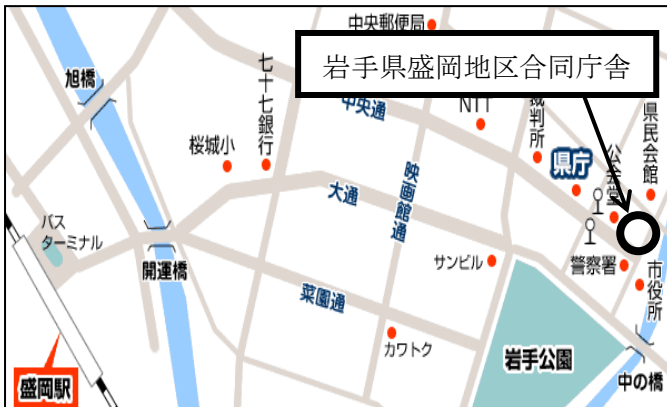 中央郵便局
岩手県盛岡地区合同庁舎
旭橋
七十七銀行
中央通
NTT
裁判所
県民会館
桜城小
映画館通
県庁
公会堂
大通
バス
ターミナル
開運橋
サンビル
警察署
市役所
菜園通
カワトク
岩手公園
盛岡駅
中の橋